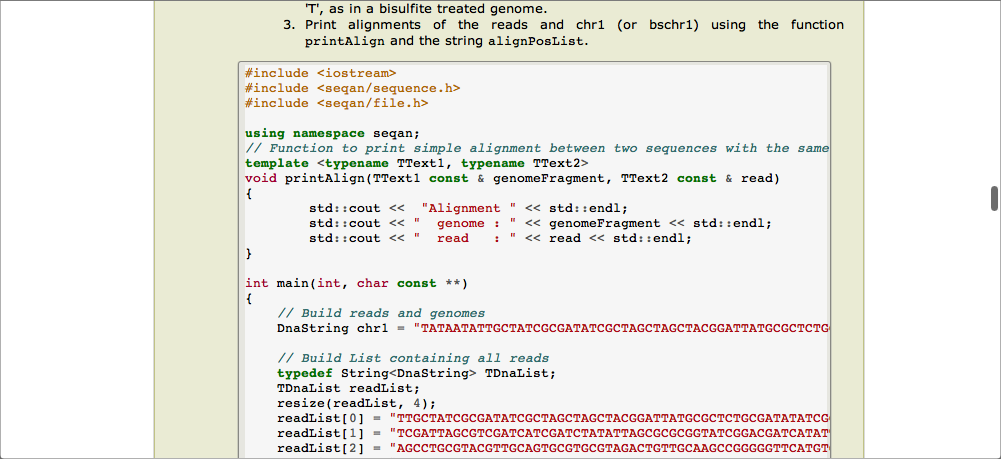 'T', as in a bisulfite treated genome.
3. Print alignments of the reads and chr1 (or bschr1) using the function
printAlign and the string alignPosList.
#include <iostream>
#include <seqan/sequence.h>
#include <seqan/file.h>
using namespace seqan;
// Function to print simple alignment between two sequences with the same
template <typename TText1, typename TText2>
void printAlign(TText1 const & genomeFragment, TText2 const & read)
{
        std::cout <<  "Alignment " << std::endl;
        std::cout << "  genome : " << genomeFragment << std::endl;
        std::cout << "  read   : " << read << std::endl;
}
int main(int, char const **)
{
    // Build reads and genomes
    DnaString chr1 = "TATAATATTGCTATCGCGATATCGCTAGCTAGCTACGGATTATGCGCTCTG
    // Build List containing all reads
    typedef String<DnaString> TDnaList;
    TDnaList readList;
    resize(readList, 4);
    readList[0] = "TTGCTATCGCGATATCGCTAGCTAGCTACGGATTATGCGCTCTGCGATATATCG
    readList[1] = "TCGATTAGCGTCGATCATCGATCTATATTAGCGCGCGGTATCGGACGATCATAT
    readList[2] = "AGCCTGCGTACGTTGCAGTGCGTGCGTAGACTGTTGCAAGCCGGGGGTTCATGT